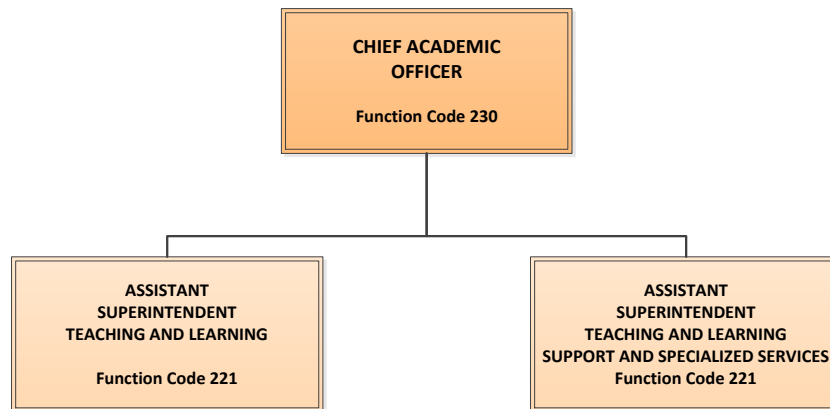 CHIEF ACADEMIC
OFFICER
Function Code 230
ASSISTANT
SUPERINTENDENT
TEACHING AND LEARNING
Function Code 221
ASSISTANT
SUPERINTENDENT
TEACHING AND LEARNING
SUPPORT AND SPECIALIZED SERVICES
Function Code 221